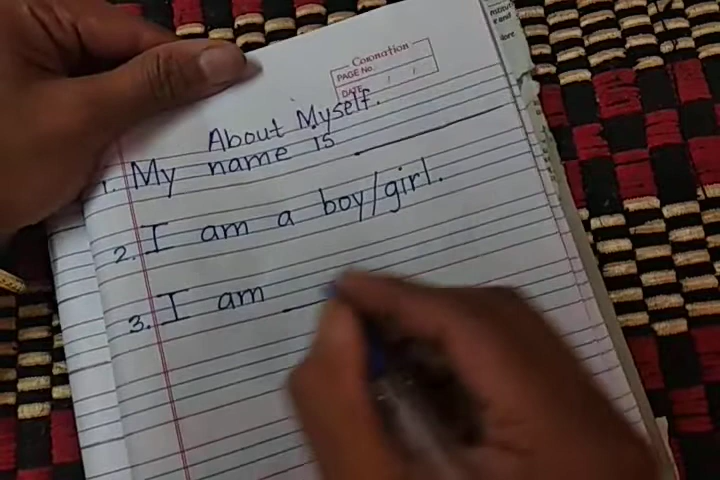 Coronation
PAGE No.
DATE / /
About Myself.
1. My name is
2. I am a boy/girl.
3. I am